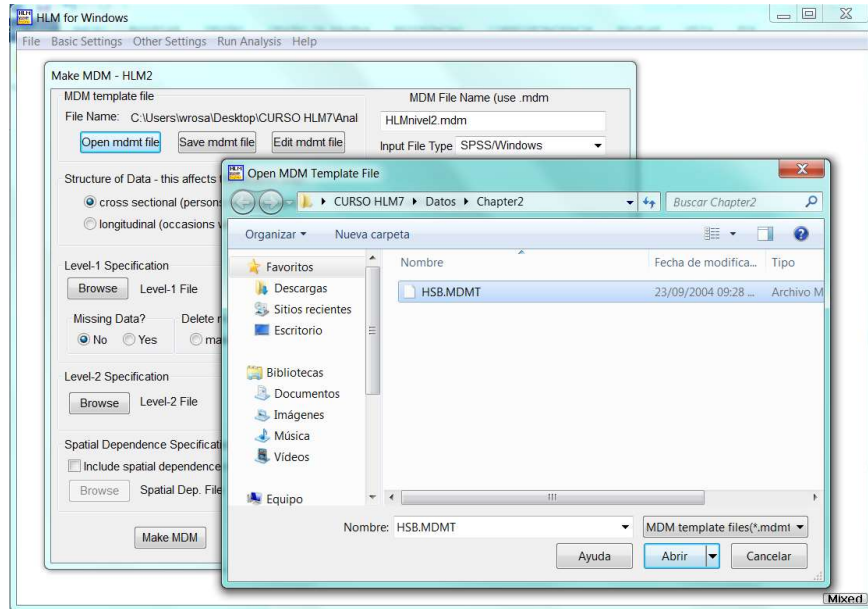 HLM for Windows
File Basic Settings Other Settings Run Analysis Help
Make MDM - HLM2
MDM template file
File Name: C:\Users\wrosa\Desktop\CURSO HLM7\Anal
Open mdmt file Save mdmt file Edit mdmt file
MDM File Name (use .mdm
HLMnivel2.mdm
Input File Type SPSS/Windows
Structure of Data - this affects
cross sectional (person
longitudinal (occasions
Level-1 Specification
Browse Level-1 File
Missing Data? Delete
No Yes ma
Level-2 Specification
Browse Level-2 File
Spatial Dependence Specificati
Include spatial dependence
Browse Spatial Dep. File
Make MDM
Open MDM Template File
CURSO HLM7 Datos Chapter2
Buscar Chapter2
Organizar Nueva carpeta
Favoritos
Descargas
Sitios recientes
Escritorio
Bibliotecas
Documentos
Imágenes
Música
Vídeos
Equipo
Nombre Fecha de modifica... Tipo
HSB.MDMT 23/09/2004 09:28 ... Archivo M
Nombre: HSB.MDMT MDM template files(*.mdmt
Ayuda Abrir Cancelar
Mixed